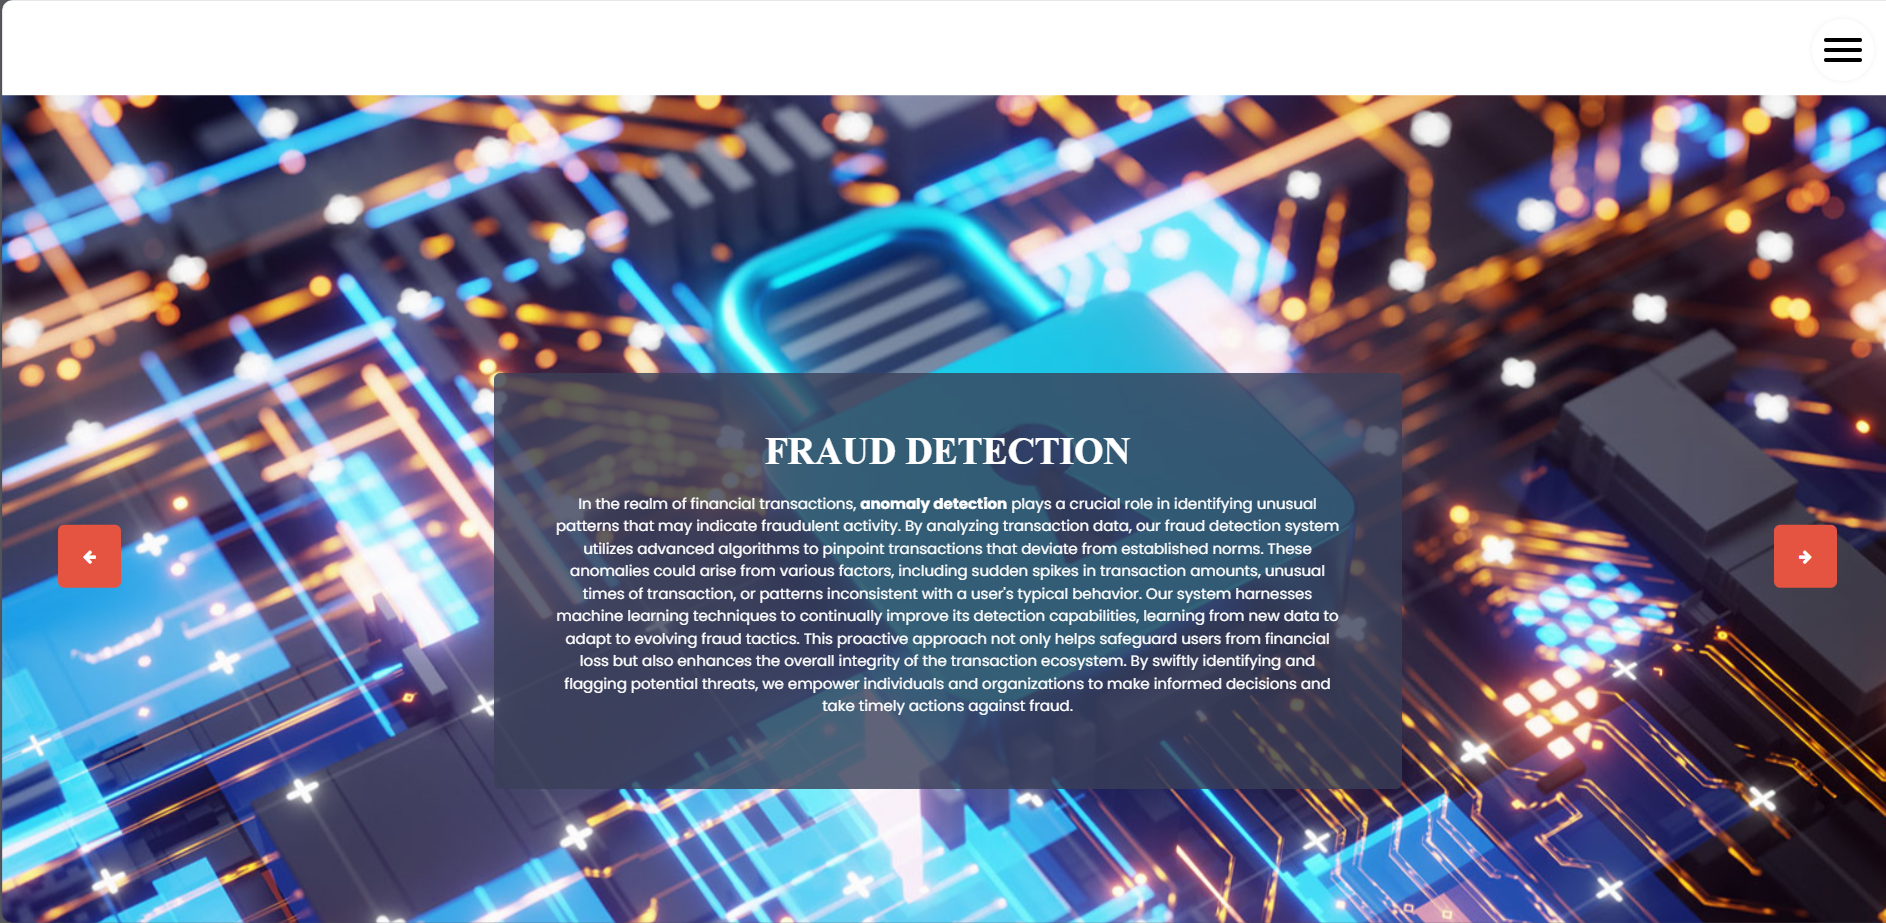 FRAUD DETECTION
In the realm of financial transactions, anomaly detection plays a crucial role in identifying unusual
patterns that may indicate fraudulent activity. By analyzing transaction data, our fraud detection system
utilizes advanced algorithms to pinpoint transactions that deviate from established norms. These
anomalies could arise from various factors, including sudden spikes in transaction amounts, unusual
times of transaction, or patterns inconsistent with a user's typical behavior. Our system harnesses
machine learning techniques to continually improve its detection capabilities, learning from new data to
adapt to evolving fraud tactics. This proactive approach not only helps safeguard users from financial
loss but also enhances the overall integrity of the transaction ecosystem. By swiftly identifying and
flagging potential threats, we empower individuals and organizations to make informed decisions and
take timely actions against fraud.